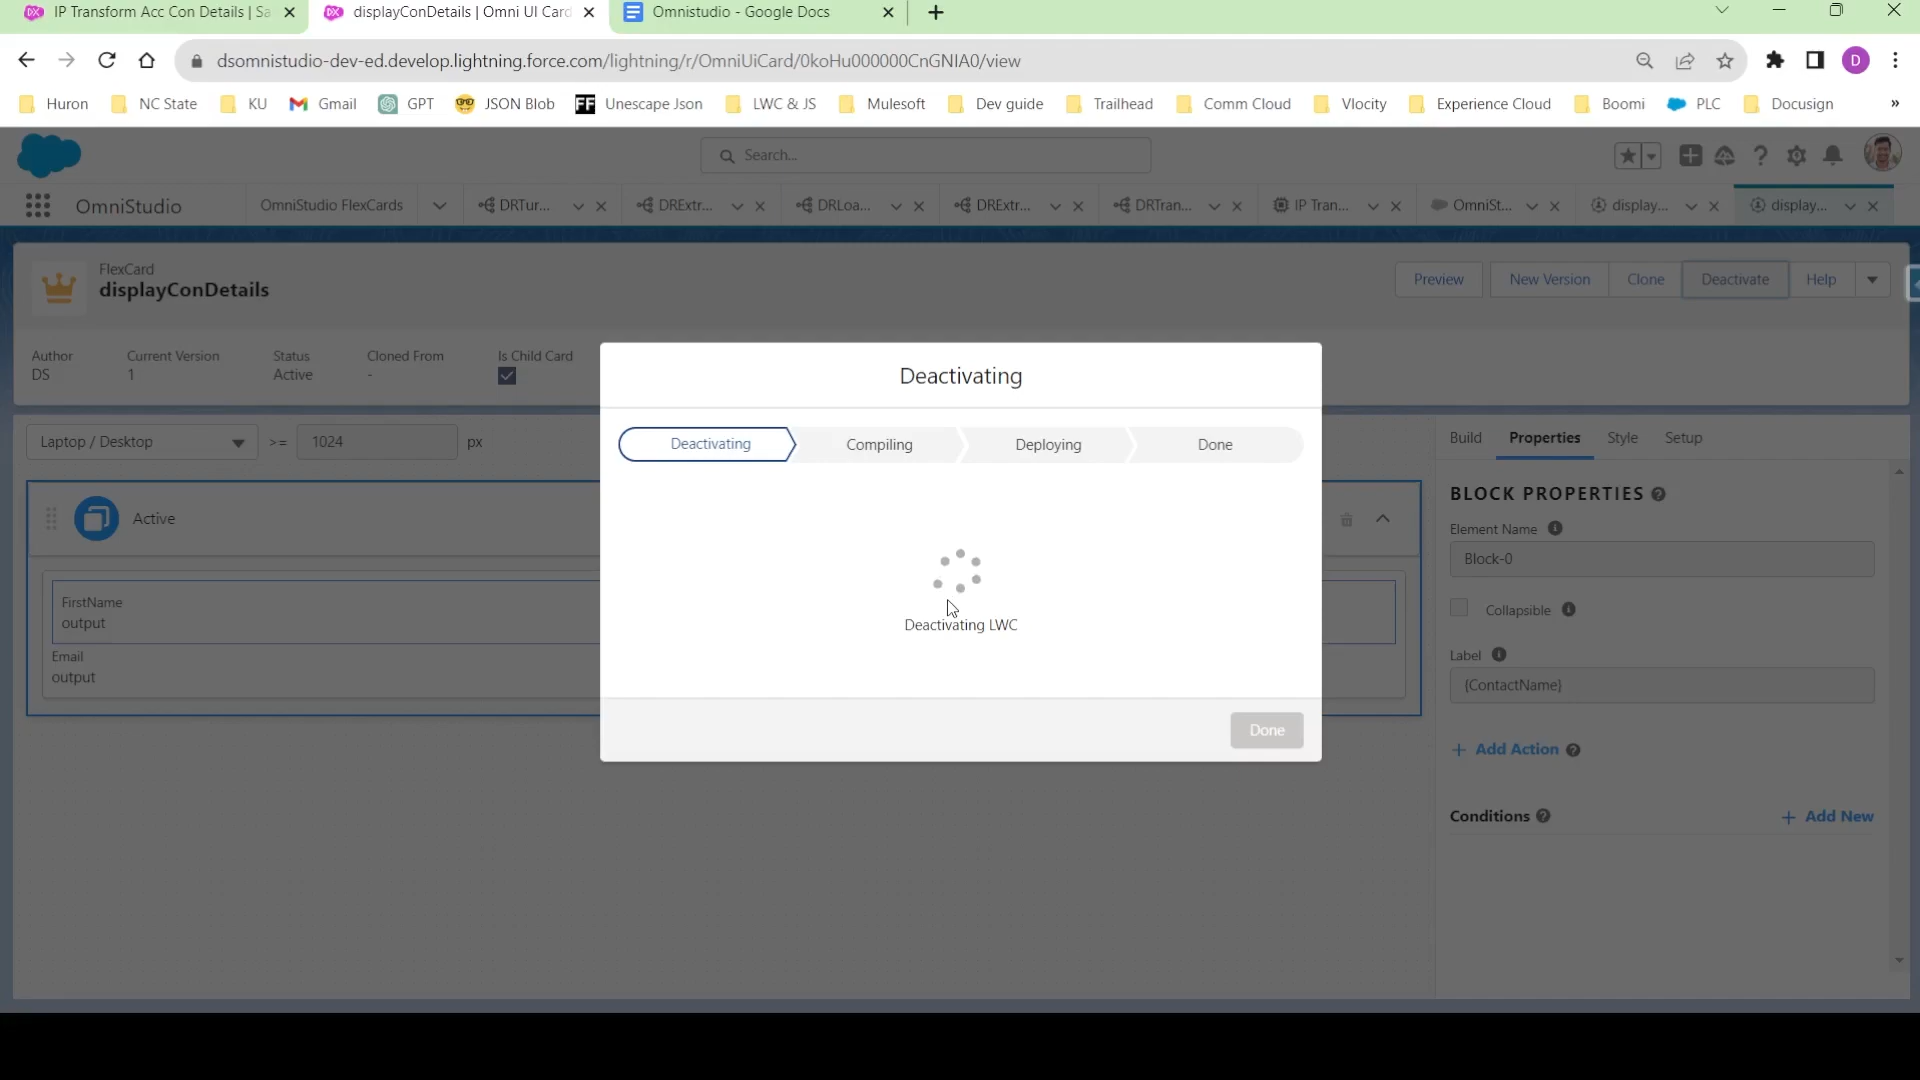 IP Transform Acc Con Details | Sa
displayConDetails | Omni UI Card
Omnistudio - Google Docs
dsomnistudio-dev-ed.develop.lightning.force.com/lightning/r/OmniUiCard/0koHu000000CnGNIA0/view
D
Huron
NC State
KU
Gmail
GPT
JSON Blob
FF Unescape Json
LWC & JS
Mulesoft
Dev guide
Trailhead
Comm Cloud
Vlocity
Experience Cloud
Boomi
PLC
Docusign
»
Search...
OmniStudio
OmniStudio FlexCards
DRTur...
DRExtr...
DRLoa...
DRExtr...
DRTran...
IP Tran...
OmniSt...
display...
display...
FlexCard
displayConDetails
Preview
New Version
Clone
Deactivate
Help
Author
DS
Current Version
1
Status
Active
Cloned From
-
Is Child Card
Deactivating
Deactivating
Compiling
Deploying
Done
Deactivating LWC
Done
Laptop / Desktop
>=
1024
px
Active
FirstName
output
Email
output
Build
Properties
Style
Setup
BLOCK PROPERTIES
Element Name
Block-0
Collapsible
Label
{ContactName}
+ Add Action
Conditions
+ Add New